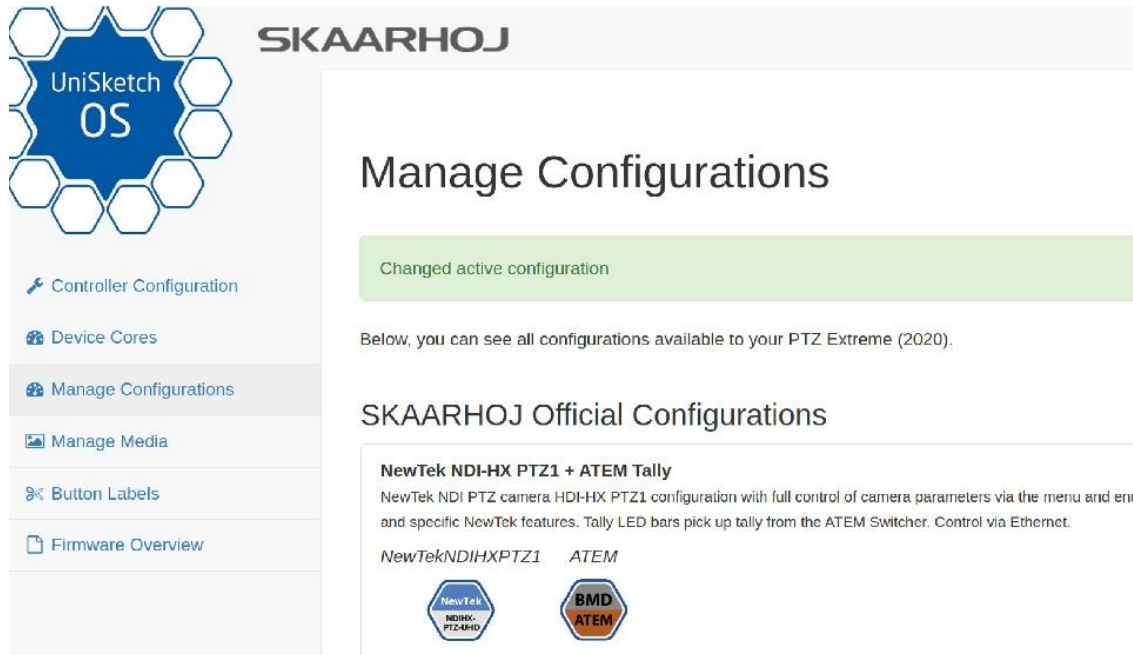 UniSketch
OS
SKAARHOJ
Controller Configuration
Device Cores
Manage Configurations
Manage Media
Button Labels
Firmware Overview
Manage Configurations
Changed active configuration
Below, you can see all configurations available to your PTZ Extreme (2020).
SKAARHOJ Official Configurations
NewTek NDI-HX PTZ1 + ATEM Tally
NewTek NDI PTZ camera HDI-HX PTZ1 configuration with full control of camera parameters via the menu and
and specific NewTek features. Tally LED bars pick up tally from the ATEM Switcher. Control via Ethernet.
NewTekNDIHXPTZ1 ATEM
NewTek
NDIHX-
PTZ-UHD
BMD
ATEM